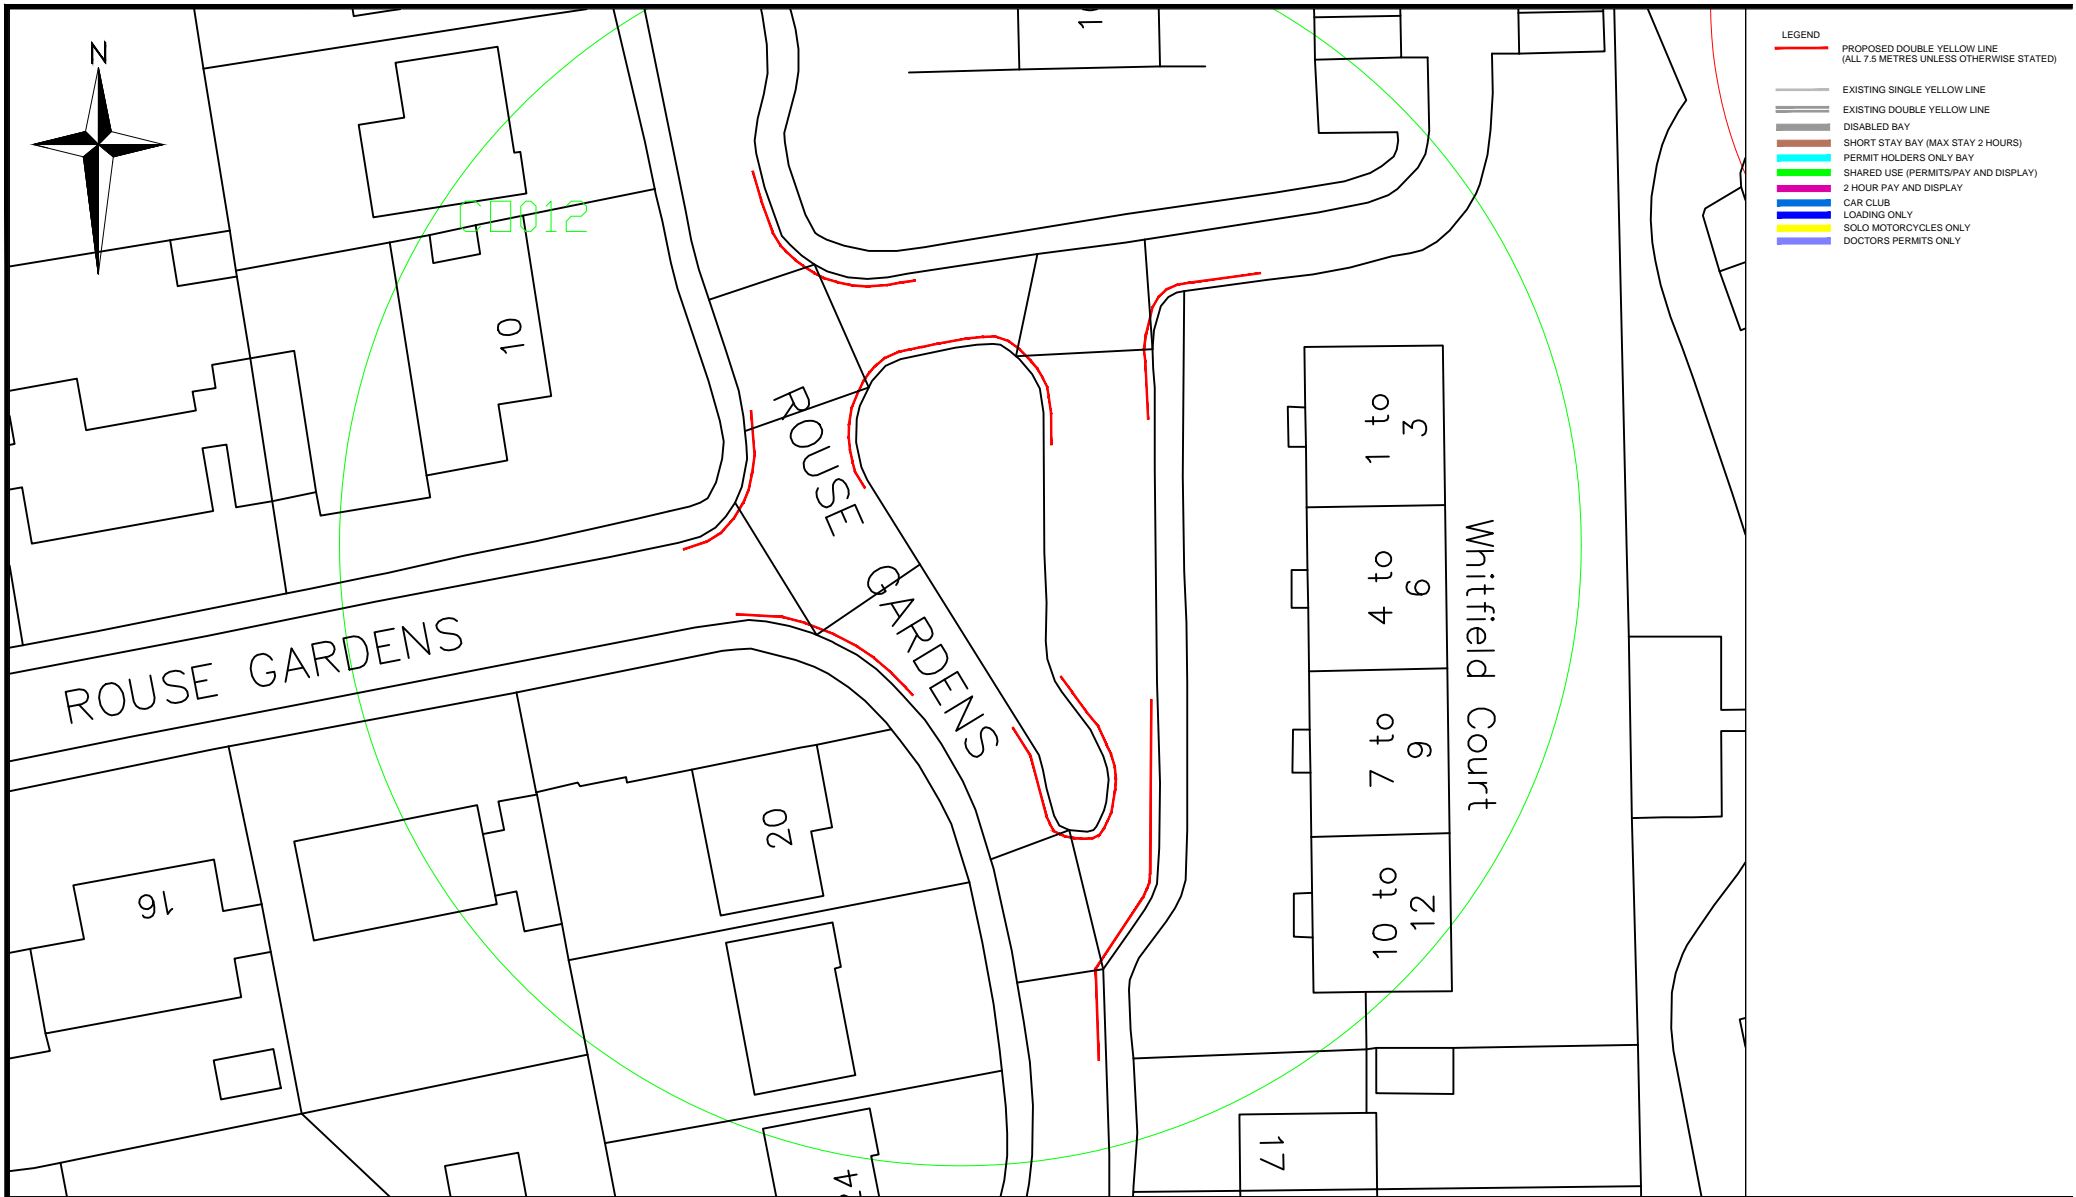 N
C
012
10
ROUSE GARDENS
ROUSE GARDENS
1 to
3
4 to
6
7 to
9
10 to
12
Whitfield Court
16
20
17
LEGEND
PROPOSED DOUBLE YELLOW LINE
(ALL 7.5 METRES UNLESS OTHERWISE STATED)
EXISTING SINGLE YELLOW LINE
EXISTING DOUBLE YELLOW LINE
DISABLED BAY
SHORT STAY BAY (MAX STAY 2 HOURS)
PERMIT HOLDERS ONLY BAY
SHARED USE (PERMITS/PAY AND DISPLAY)
2 HOUR PAY AND DISPLAY
CAR CLUB
LOADING ONLY
SOLO MOTORCYCLES ONLY
DOCTORS PERMITS ONLY